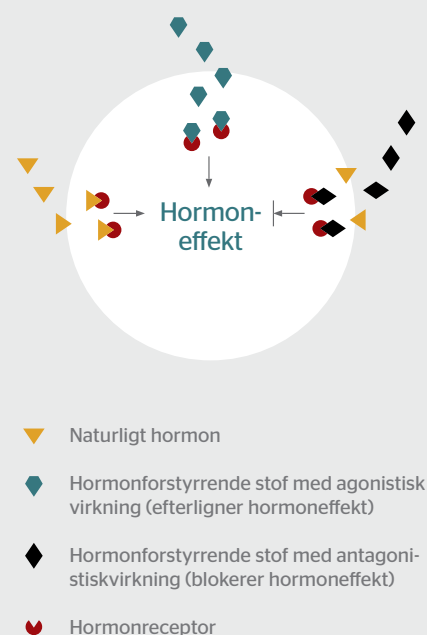 Hormon-
effekt
Naturligt hormon
Hormonforstyrrende stof med agonistisk
virkning (efterligner hormoneffekt)
Hormonforstyrrende stof med antagoni-
stiskvirkning (blokerer hormoneffekt)
Hormonreceptor